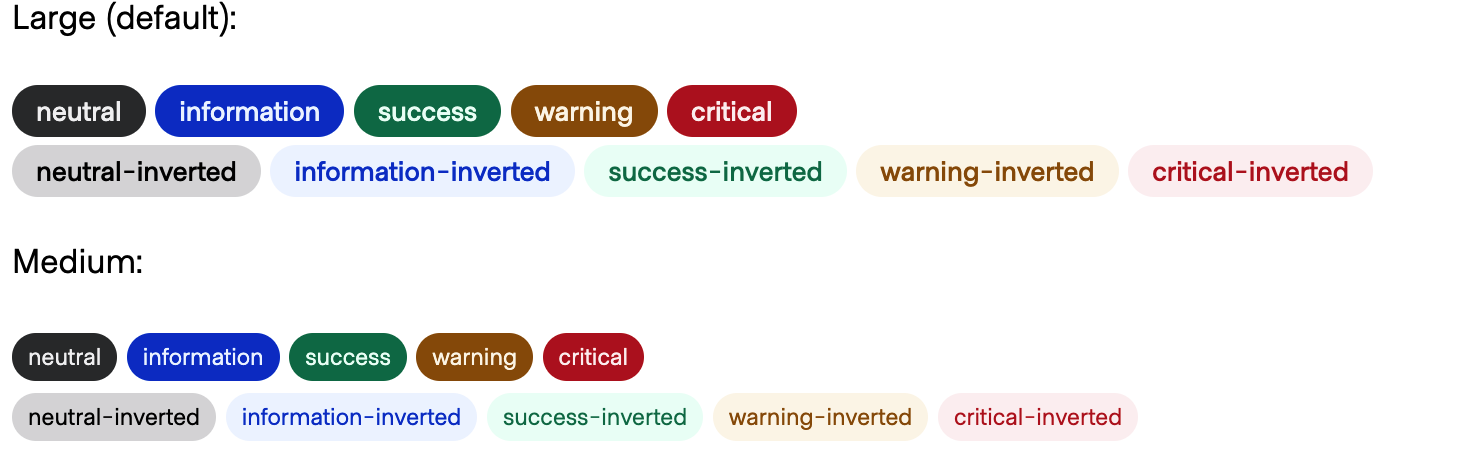 Large (default):
neutral information success warning critical
neutral-inverted information-inverted success-inverted warning-inverted critical-inverted
Medium:
neutral information success warning critical
neutral-inverted information-inverted success-inverted warning-inverted critical-inverted